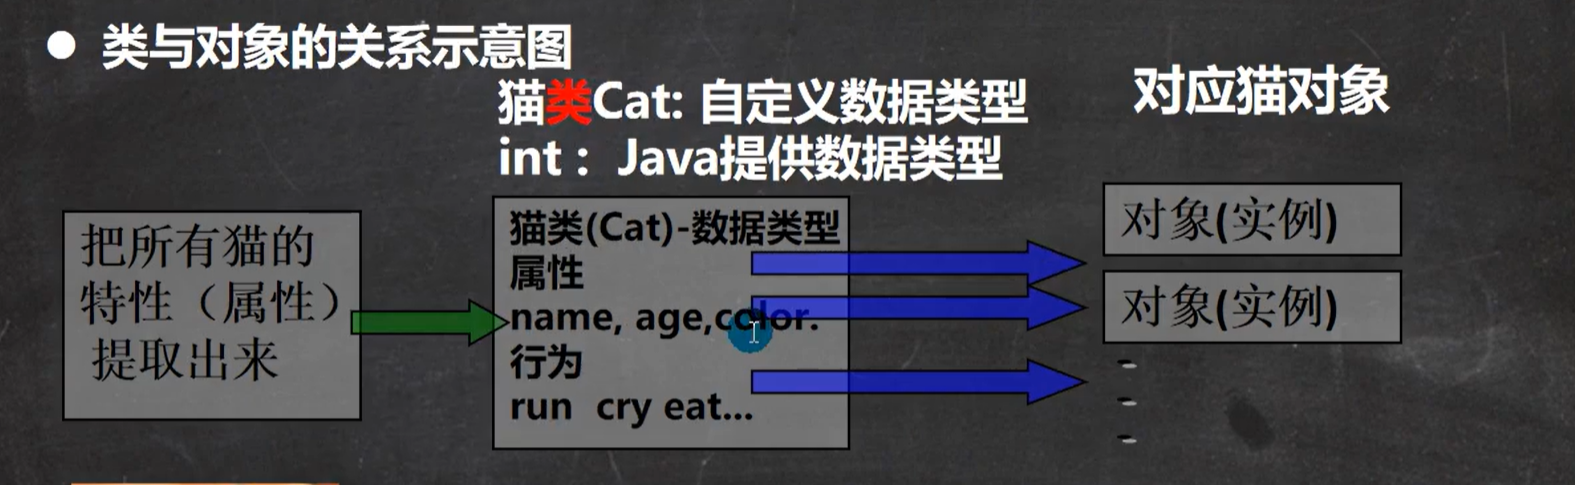 ● 类与对象的关系示意图
猫类Cat: 自定义数据类型
int：Java提供数据类型
对应猫对象
把所有猫的
特性（属性）
提取出来
猫类(Cat)-数据类型
属性
name, age,color.
行为
run cry eat...
对象(实例)
对象(实例)